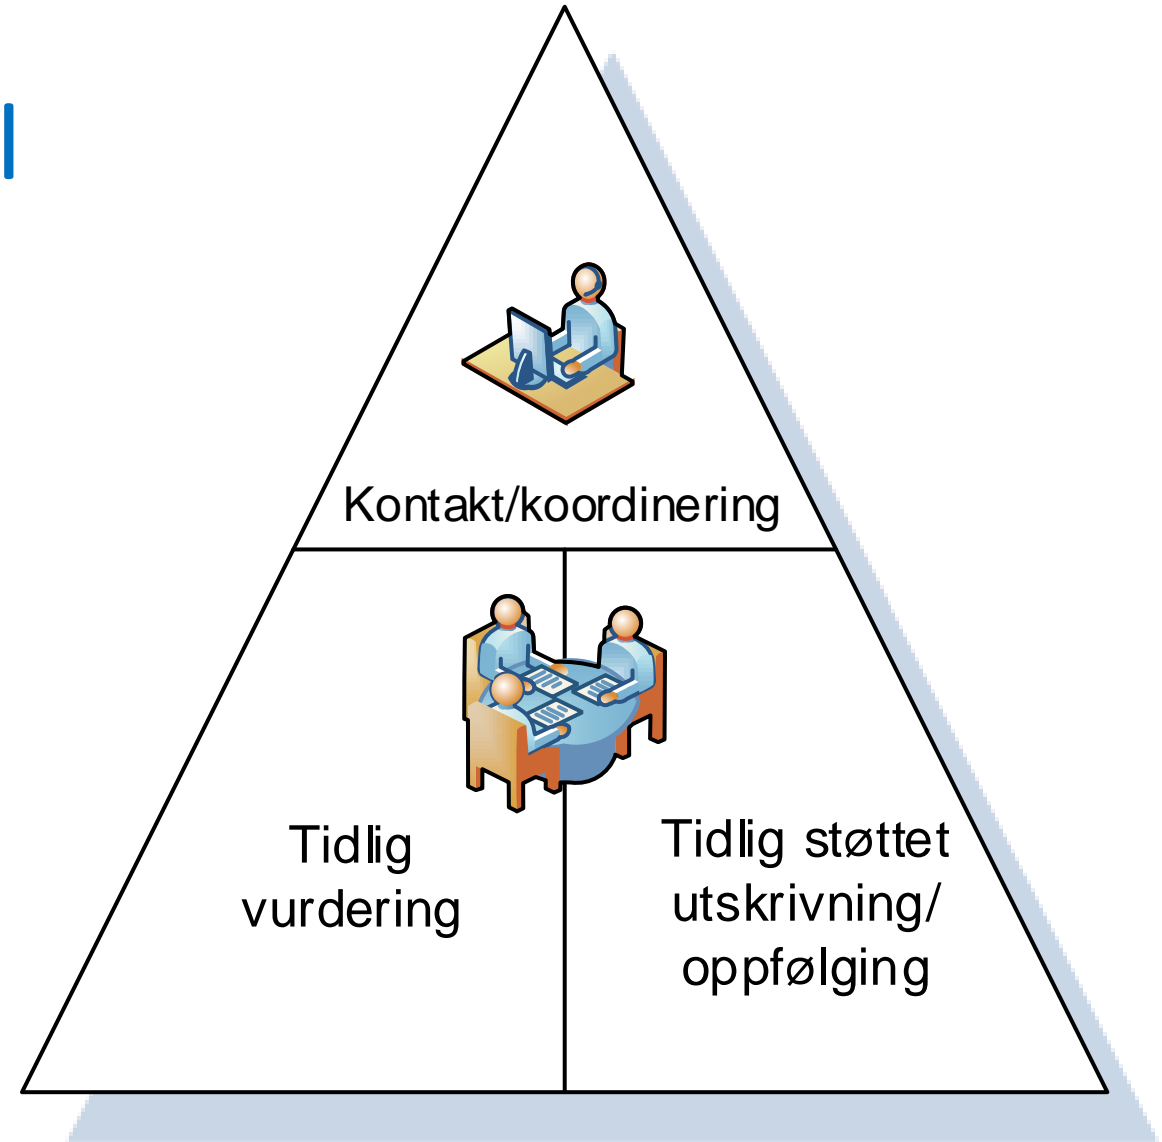 Kontakt/koordinering
Tidlig
vurdering
Tidlig støttet
utskrivning/
oppfølging